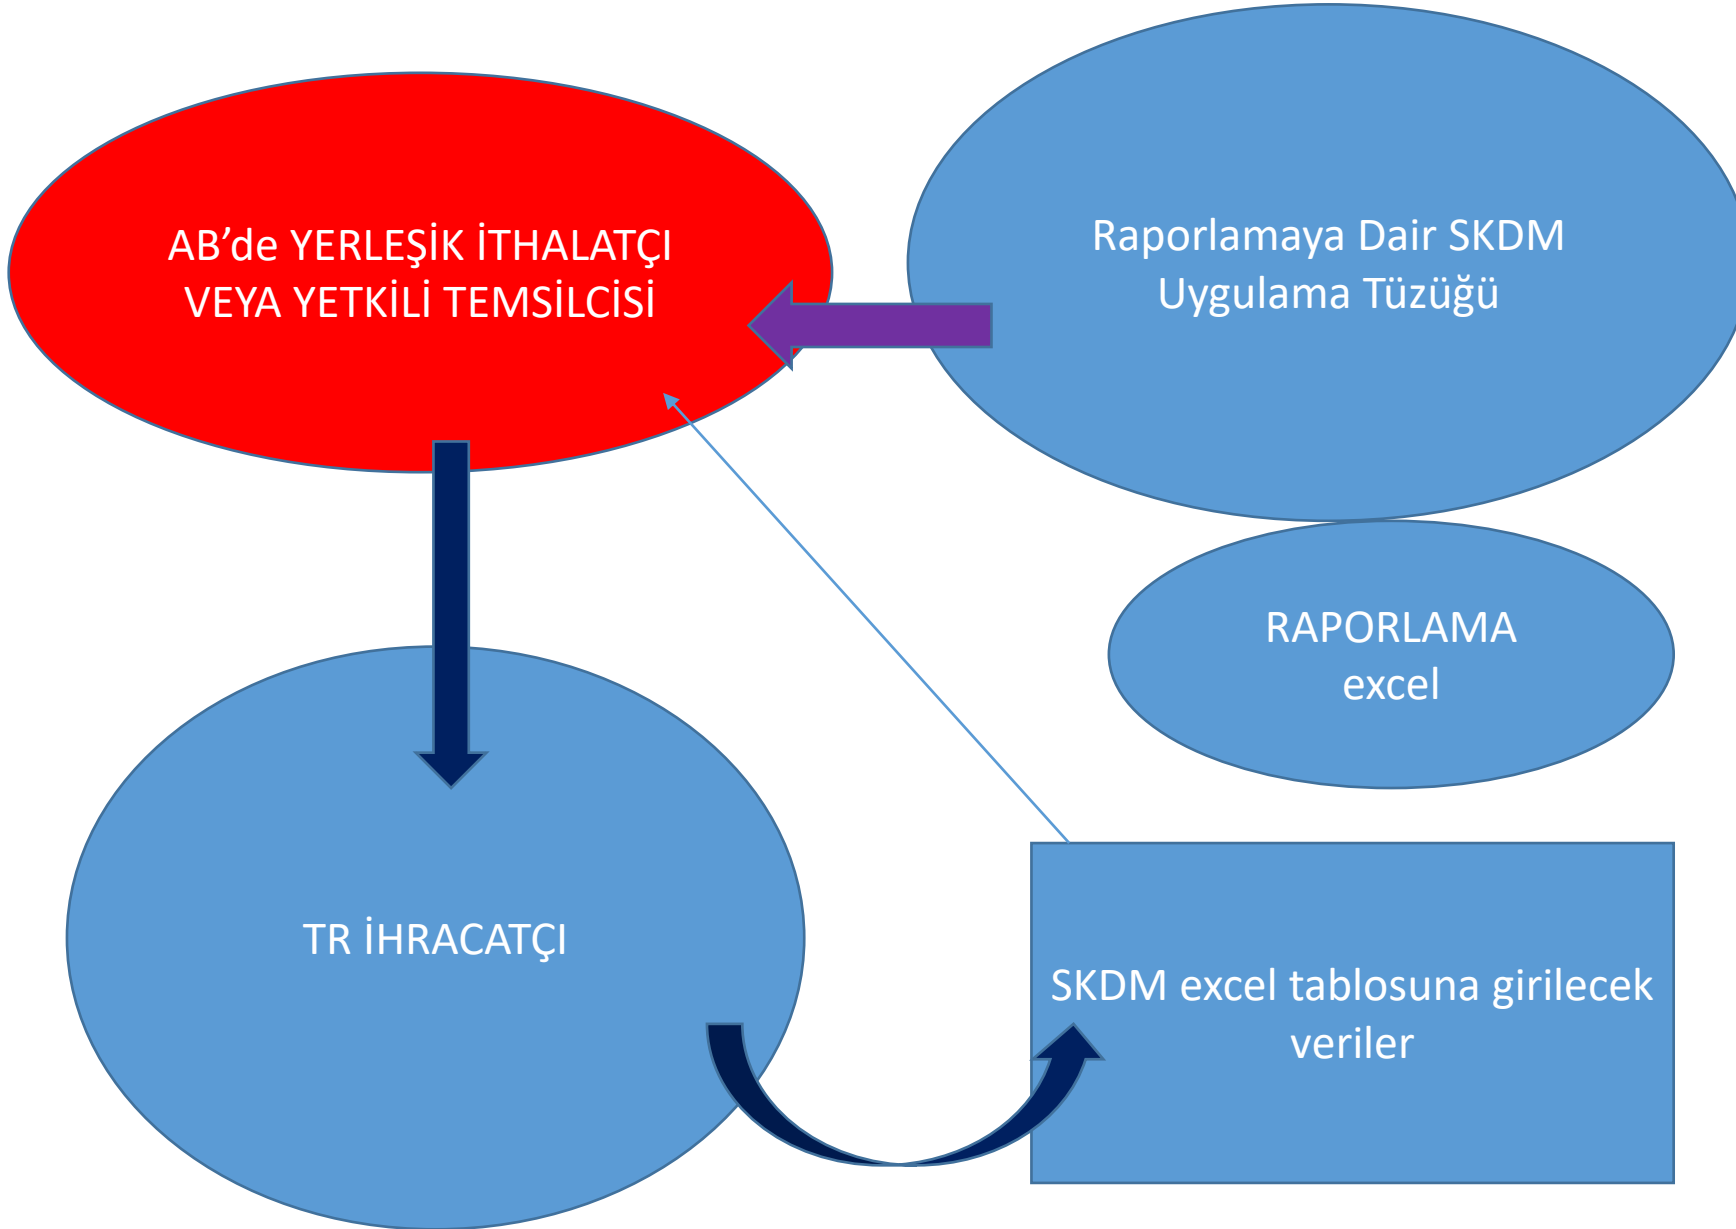 AB’de YERLEŞİK İTHALATÇI
VEYA YETKİLİ TEMSİLCİSİ
Raporlamaya Dair SKDM
Uygulama Tüzüğü
RAPORLAMA
excel
TR İHRACATÇI
SKDM excel tablosuna girilecek
veriler